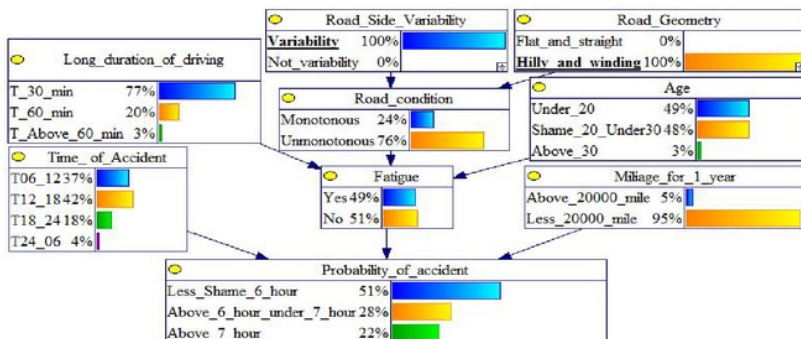 Road_Side_Variability
Variability 100%
Not_variability 0%
Road_Geometry
Flat_and_straight 0%
Hilly_and_winding 100%
Long_duration_of_driving
T_30_min 77%
T_60_min 20%
T_Above_60_min 3%
Road_condition
Monotonous 24%
Unmonotonous 76%
Age
Under_20 49%
Shame_20_Under30 48%
Above_30 3%
Time_ of_Accident
T06_12 37%
T12_18 42%
T18_24 18%
T24_06 4%
Fatigue
Yes 49%
No 51%
Miliage_for_1_year
Above_20000_mile 5%
Less_20000_mile 95%
Probability_of_accident
Less_Shame_6_hour 51%
Above_6_hour_under_7_hour 28%
Above_7_hour 22%